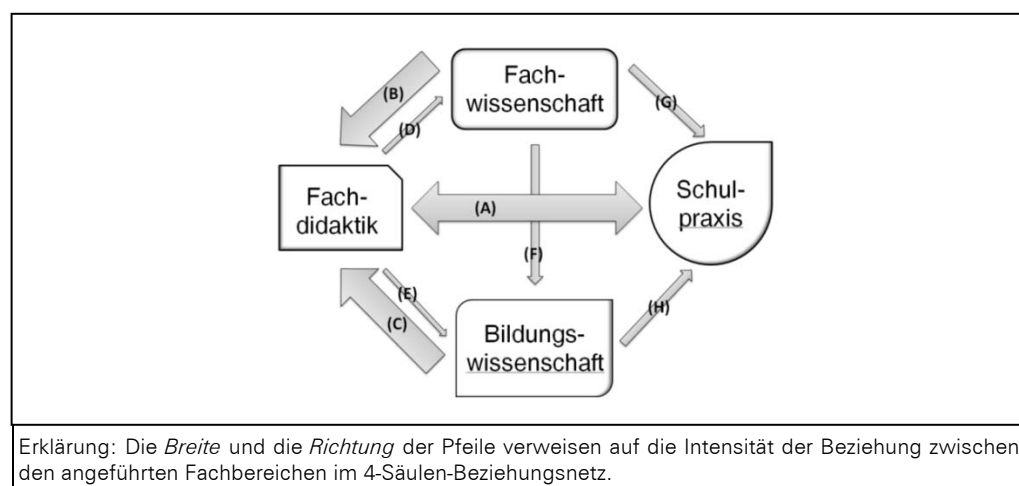 Fach-
wissenschaft
(B)
(D)
(G)
Fach-
didaktik
(A)
Schul-
praxis
(F)
(E)
(C)
(H)
Bildungs-
wissenschaft
Erklärung: Die Breite und die Richtung der Pfeile verweisen auf die Intensität der Beziehung zwischen
den angeführten Fachbereichen im 4-Säulen-Beziehungsnetz.